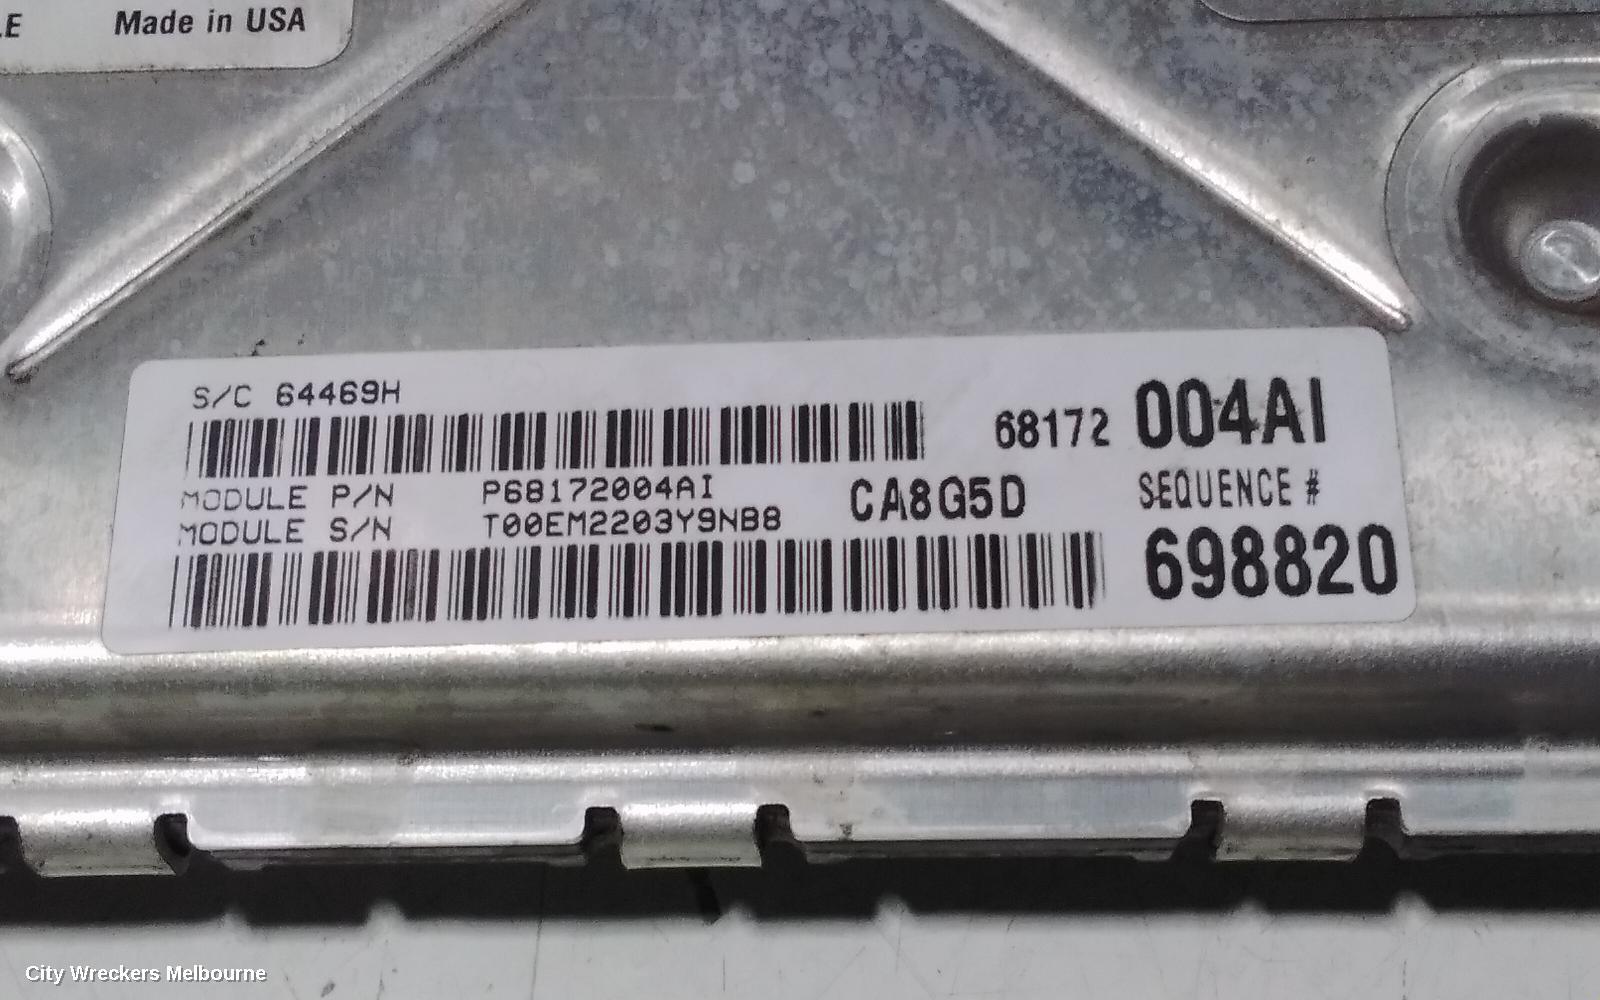 Made in USA
S/C 64469H
68172 004AI
MODULE P/N P68172004AI
MODULE S/N T00EM2203Y9NB8
CA8G5D
SEQUENCE #
698820
City Wreckers Melbourne